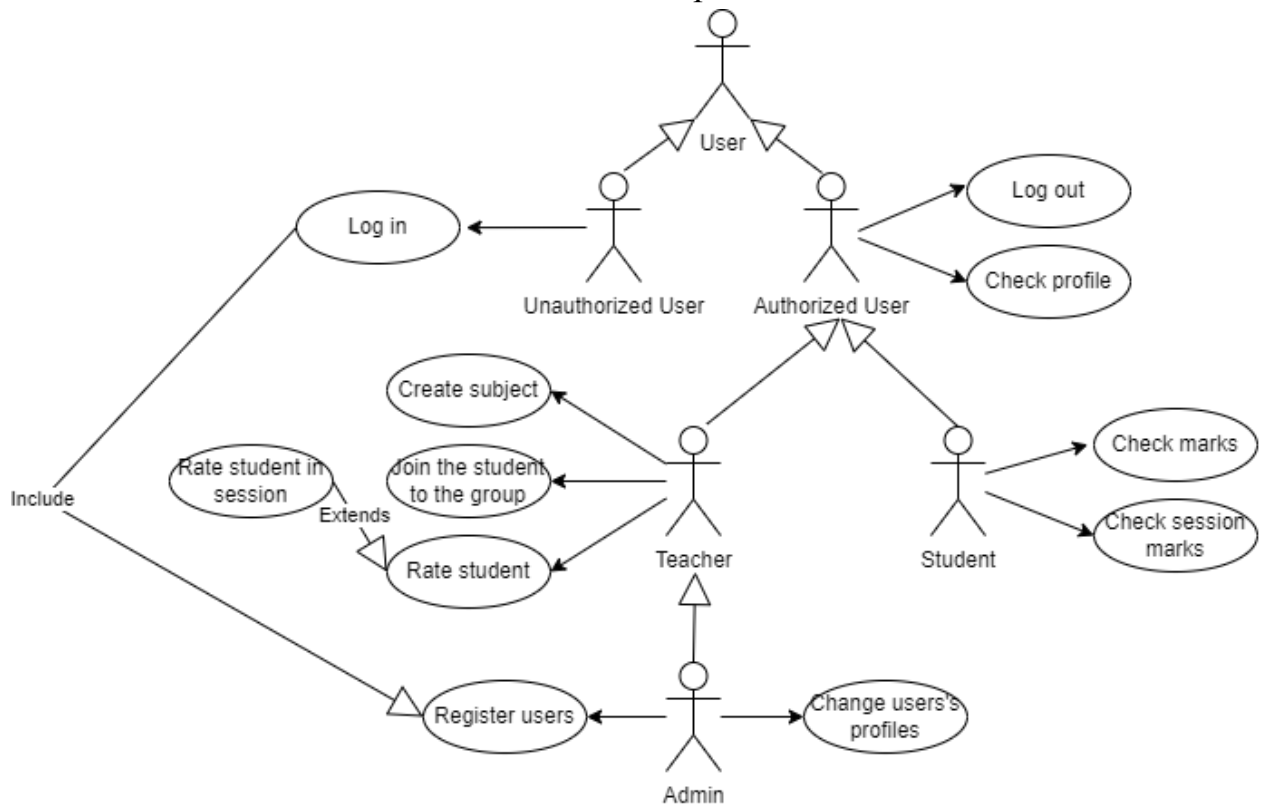 User
Log out
Log in
Check profile
Unauthorized User
Authorized User
Create subject
Check marks
Rate student in
session
Join the student
to the group
Include
Extends
Check session
marks
Rate student
Teacher
Student
Register users
Change users's
profiles
Admin